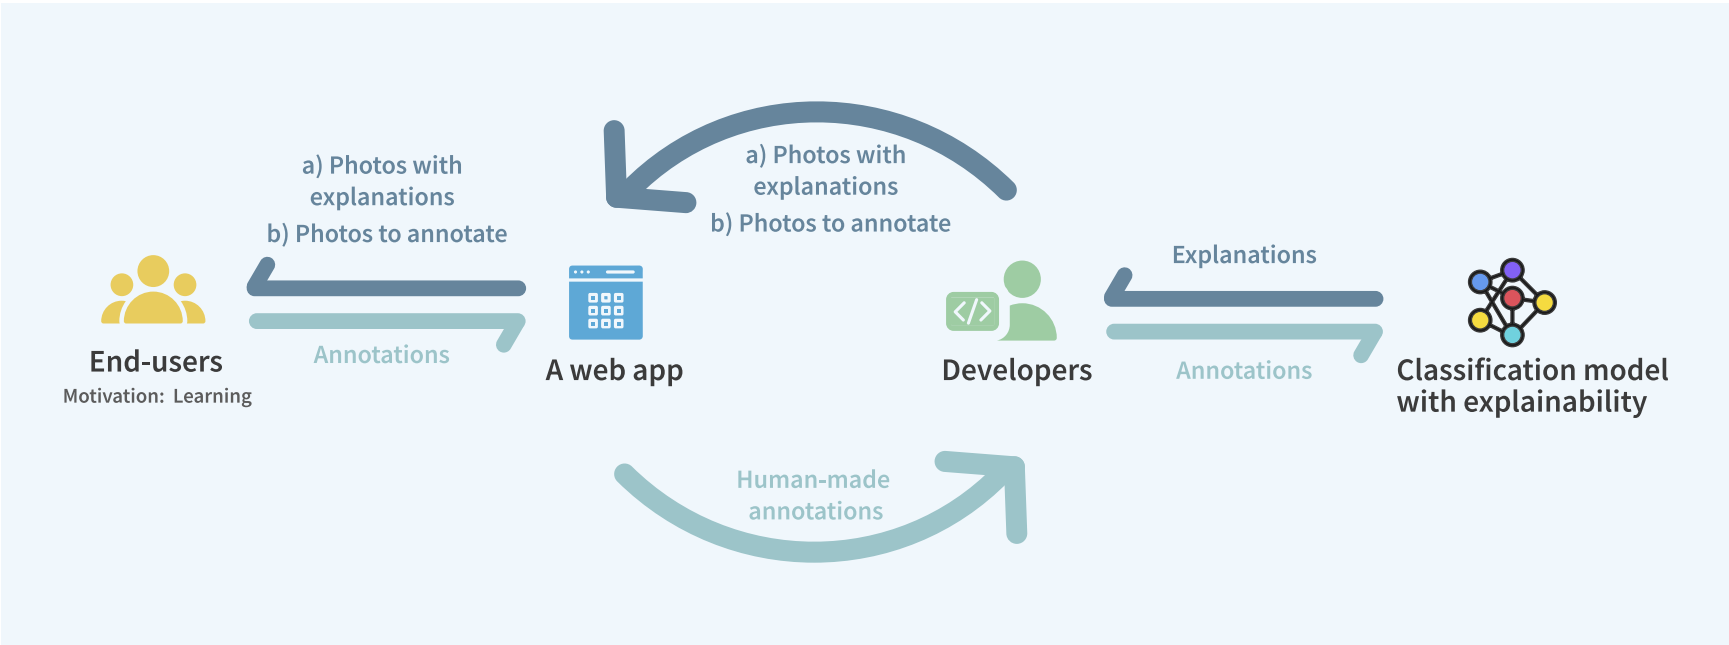 a) Photos with
explanations
b) Photos to annotate
a) Photos with
explanations
b) Photos to annotate
Explanations
End-users
Motivation: Learning
Annotations
A web app
</>
Developers
Annotations
Classification model
with explainability
Human-made
annotations